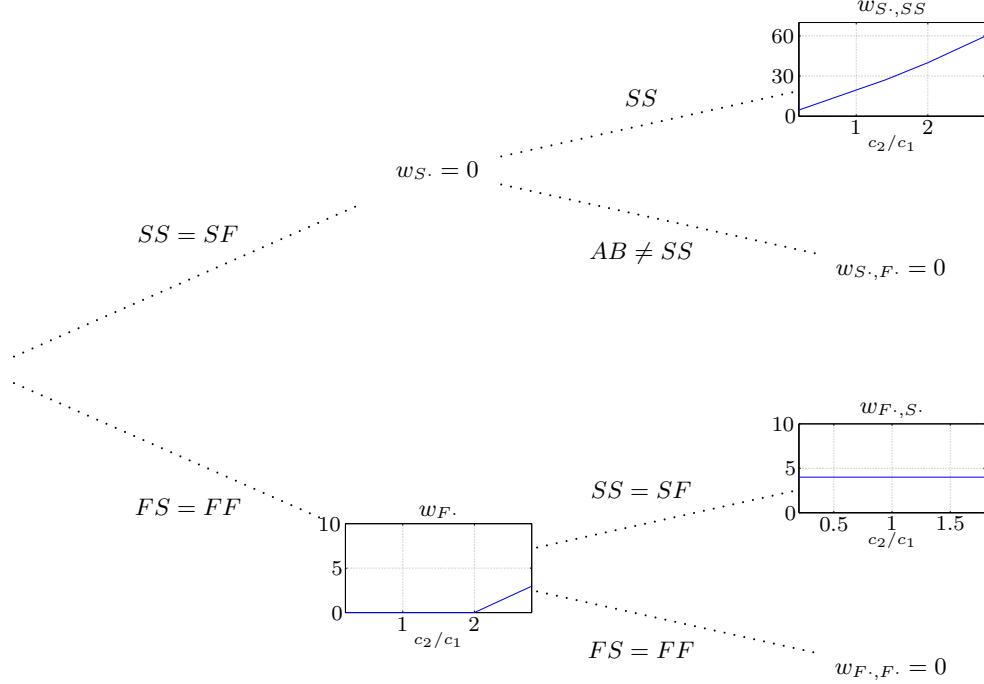 w_{S·,SS}
60
30
0
1 2
c_2/c_1
SS
w_{S·} = 0
SS = SF
AB ≠ SS
w_{S·,F·} = 0
w_{F·,S·}
10
5
0
0.5 1 1.5
c_2/c_1
SS = SF
FS = FF
w_{F·}
10
5
0
1 2
c_2/c_1
FS = FF
w_{F·,F·} = 0